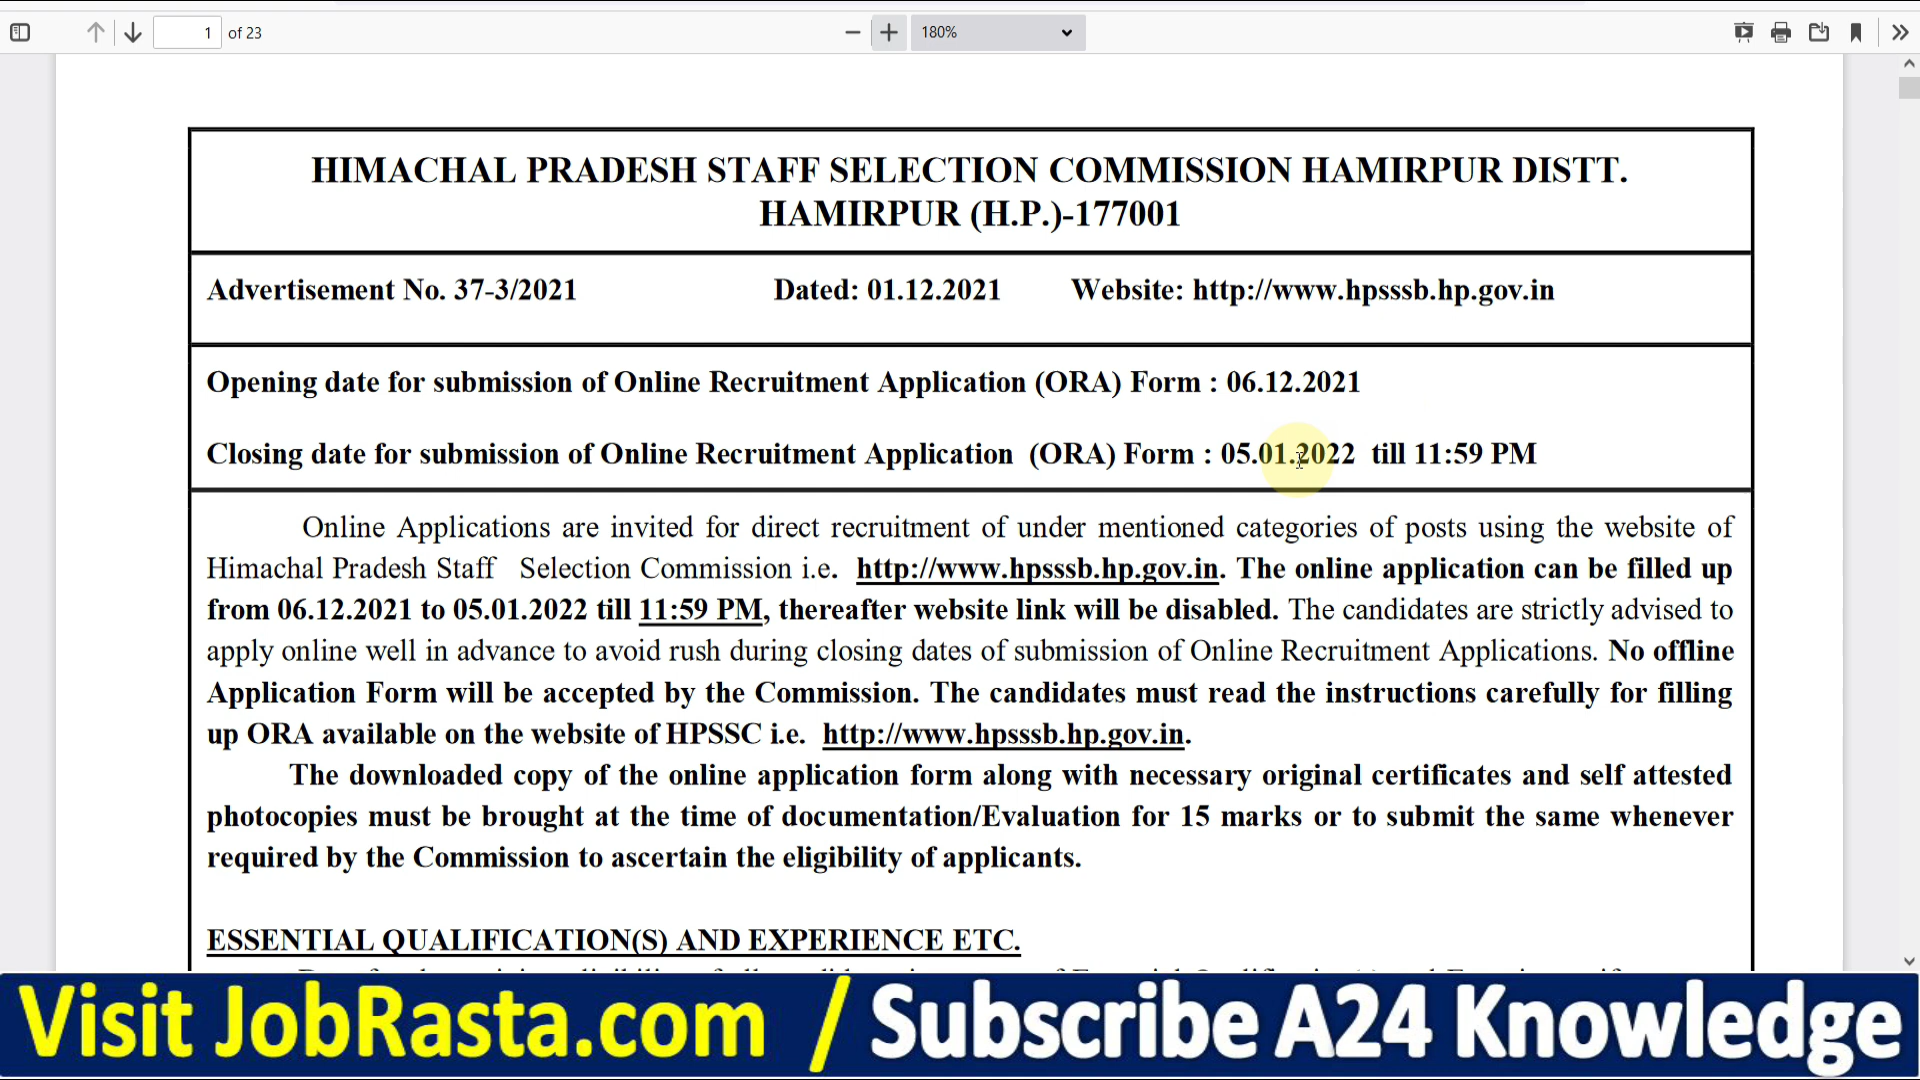 1 of 23
180%
HIMACHAL PRADESH STAFF SELECTION COMMISSION HAMIRPUR DISTT.
HAMIRPUR (H.P.)-177001
Advertisement No. 37-3/2021 Dated: 01.12.2021 Website: http://www.hpsssb.hp.gov.in
Opening date for submission of Online Recruitment Application (ORA) Form : 06.12.2021
Closing date for submission of Online Recruitment Application (ORA) Form : 05.01.2022 till 11:59 PM
Online Applications are invited for direct recruitment of under mentioned categories of posts using the website of
Himachal Pradesh Staff Selection Commission i.e. http://www.hpsssb.hp.gov.in. The online application can be filled up
from 06.12.2021 to 05.01.2022 till 11:59 PM, thereafter website link will be disabled. The candidates are strictly advised to
apply online well in advance to avoid rush during closing dates of submission of Online Recruitment Applications. No offline
Application Form will be accepted by the Commission. The candidates must read the instructions carefully for filling
up ORA available on the website of HPSSC i.e. http://www.hpsssb.hp.gov.in.
The downloaded copy of the online application form along with necessary original certificates and self attested
photocopies must be brought at the time of documentation/Evaluation for 15 marks or to submit the same whenever
required by the Commission to ascertain the eligibility of applicants.
ESSENTIAL QUALIFICATION(S) AND EXPERIENCE ETC.
Visit JobRasta.com / Subscribe A24 Knowledge